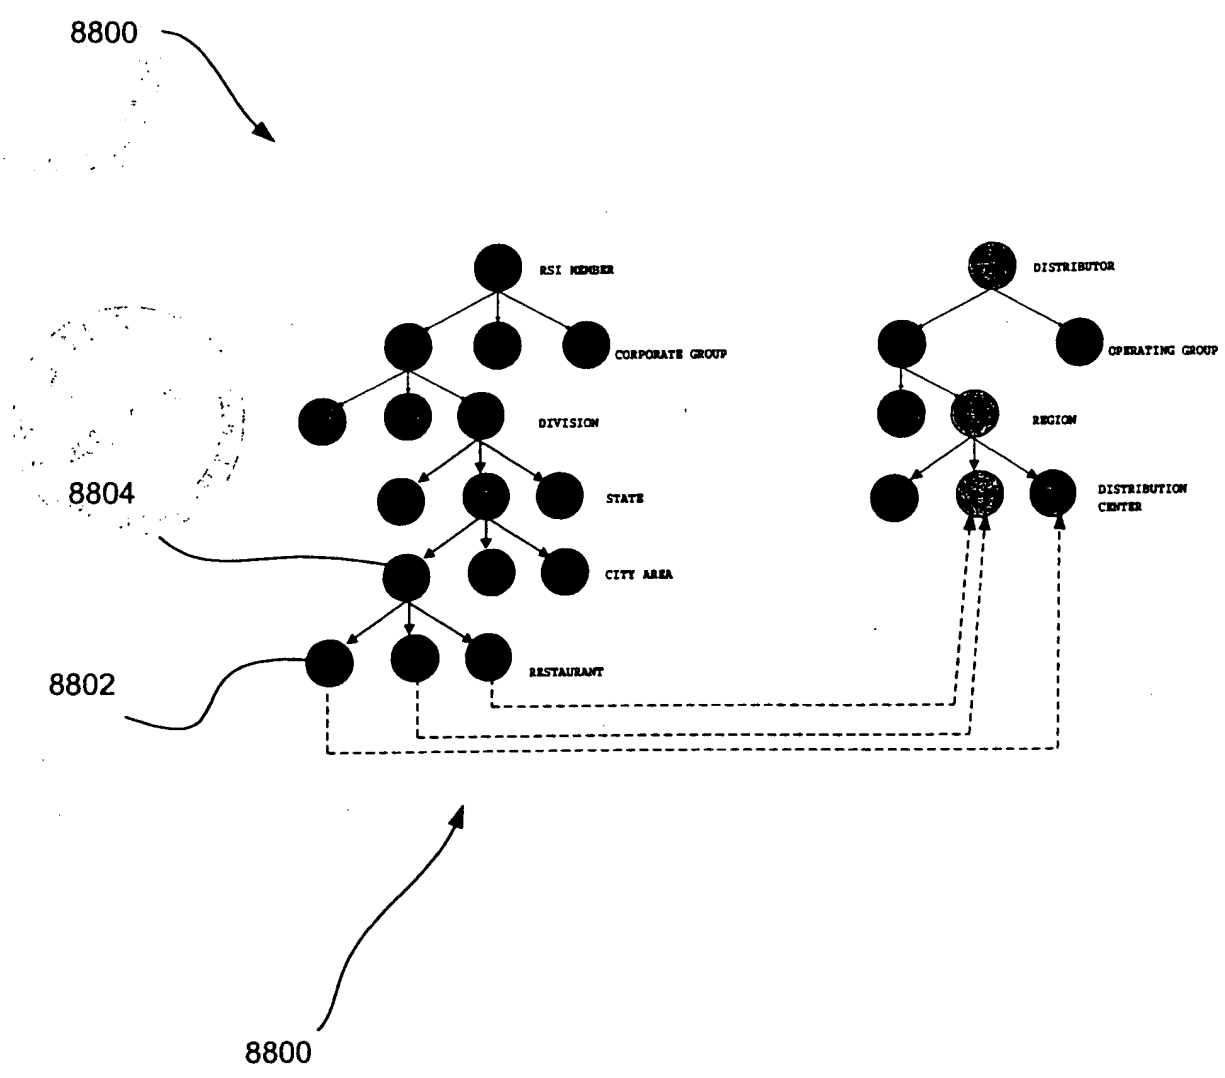 8800
RSI MEMBER
DISTRIBUTOR
CORPORATE GROUP
OPERATING GROUP
DIVISION
REGION
8804
STATE
DISTRIBUTION
CENTER
CITY AREA
8802
RESTAURANT
8800